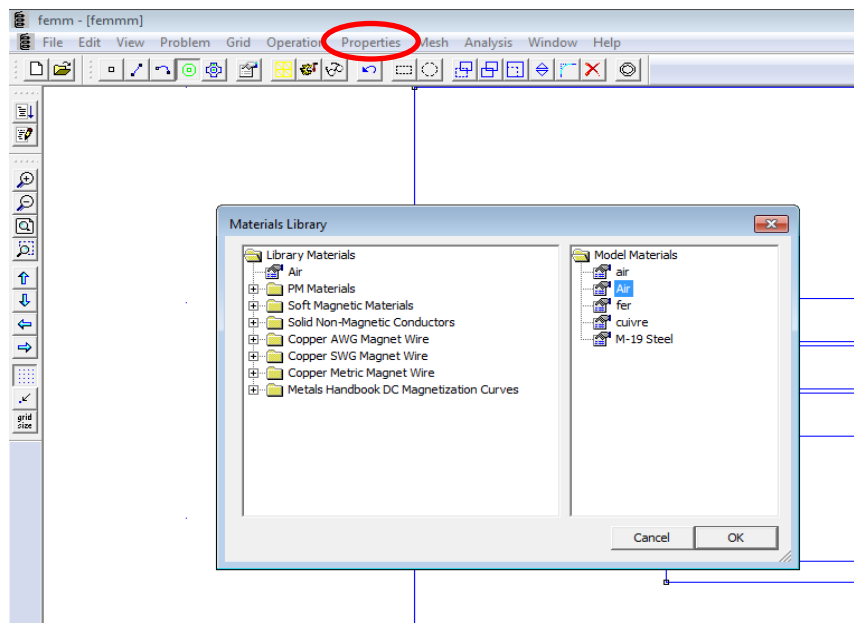 femm - [femmm]
File Edit View Problem Grid Operation Properties Mesh Analysis Window Help
grid
size
Materials Library
Library Materials
Air
PM Materials
Soft Magnetic Materials
Solid Non-Magnetic Conductors
Copper AWG Magnet Wire
Copper SWG Magnet Wire
Copper Metric Magnet Wire
Metals Handbook DC Magnetization Curves
Model Materials
air
Air
fer
cuivre
M-19 Steel
Cancel OK